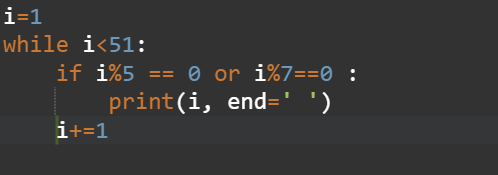 i=1
while i<51:
    if i%5 == 0 or i%7==0 :
        print(i, end=' ')
    i+=1